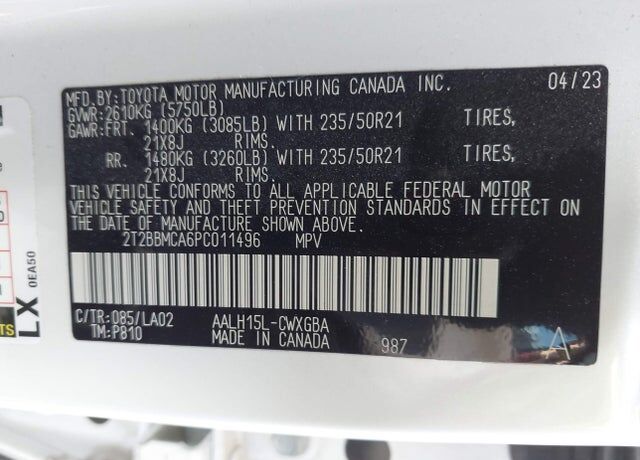 MFD.BY:TOYOTA MOTOR MANUFACTURING CANADA INC. 04/23
GVWR:2610KG (5750LB)
GAWR:FRT. 1400KG (3085LB) WITH 235/50R21 TIRES,
21X8J RIMS.
RR. 1480KG (3260LB) WITH 235/50R21 TIRES,
21X8J RIMS.
THIS VEHICLE CONFORMS TO ALL APPLICABLE FEDERAL MOTOR
VEHICLE SAFETY AND THEFT PREVENTION STANDARDS IN EFFECT ON
THE DATE OF MANUFACTURE SHOWN ABOVE.
2T2BBMCA6PC011496 MPV
C/TR:085/LA02 AALH15L-CWXGBA
TM:P810 MADE IN CANADA 987 A
LX
0EA50